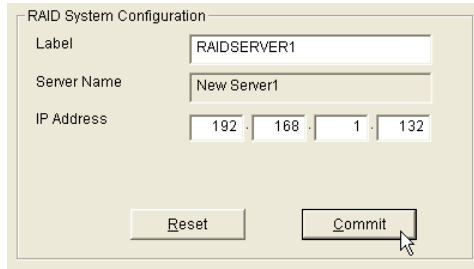 RAID System Configuration
Label RAIDSERVER1
Server Name New Server1
IP Address 192 . 168 . 1 . 132
Reset Commit